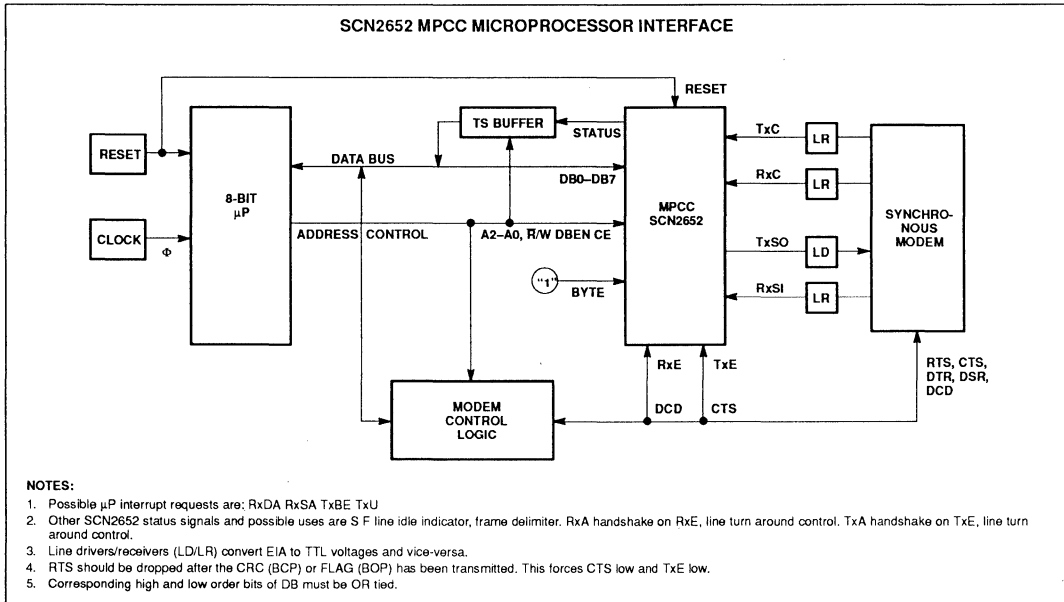 SCN2652 MPCC MICROPROCESSOR INTERFACE
RESET
TS BUFFER
STATUS
TxC
LR
RESET
DATA BUS
DB0–DB7
RxC
LR
8-BIT
µP
MPCC
SCN2652
SYNCHRO-
NOUS
MODEM
CLOCK
Φ
ADDRESS CONTROL
A2–A0, R̅/W DBEN CE
TxSO
LD
"1"
BYTE
RxSI
LR
RxE
TxE
RTS, CTS,
DTR, DSR,
DCD
MODEM
CONTROL
LOGIC
DCD
CTS
NOTES:
1. Possible µP interrupt requests are: RxDA RxSA TxBE TxU
2. Other SCN2652 status signals and possible uses are S F line idle indicator, frame delimiter. RxA handshake on RxE, line turn around control. TxA handshake on TxE, line turn
around control.
3. Line drivers/receivers (LD/LR) convert EIA to TTL voltages and vice-versa.
4. RTS should be dropped after the CRC (BCP) or FLAG (BOP) has been transmitted. This forces CTS low and TxE low.
5. Corresponding high and low order bits of DB must be OR tied.